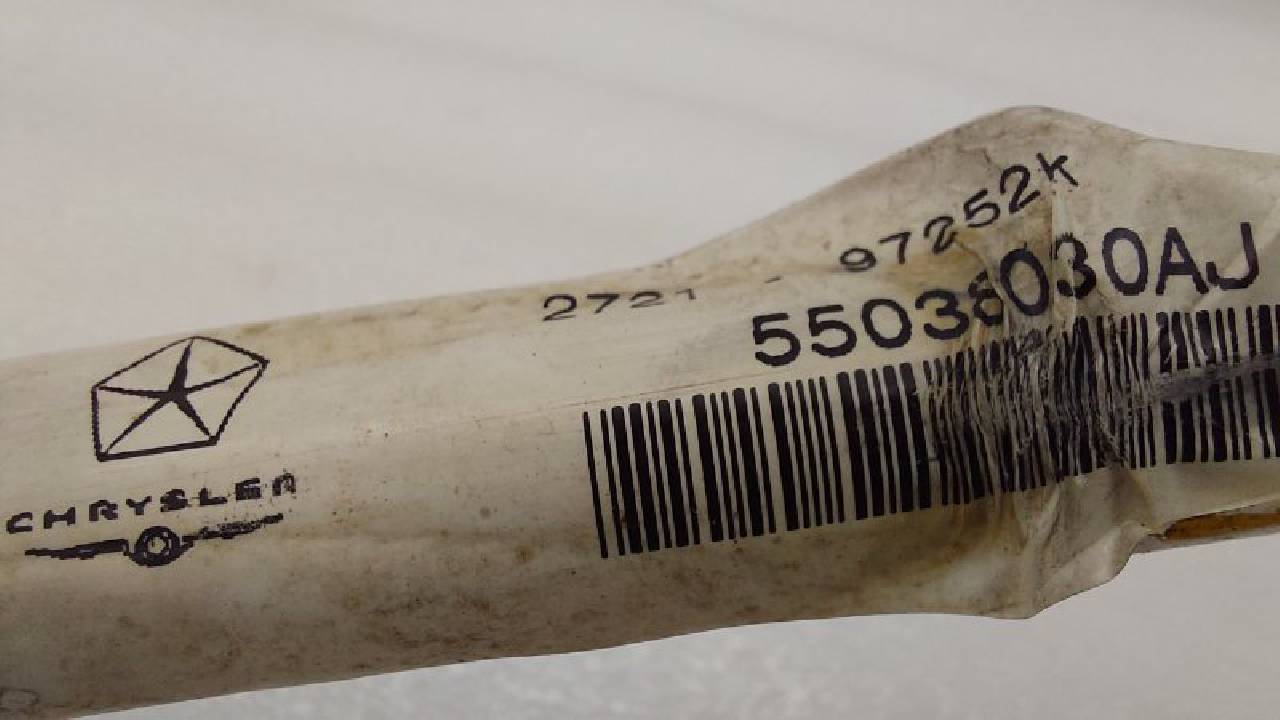 2721 - 97252K
55038030AJ
CHRYSLER